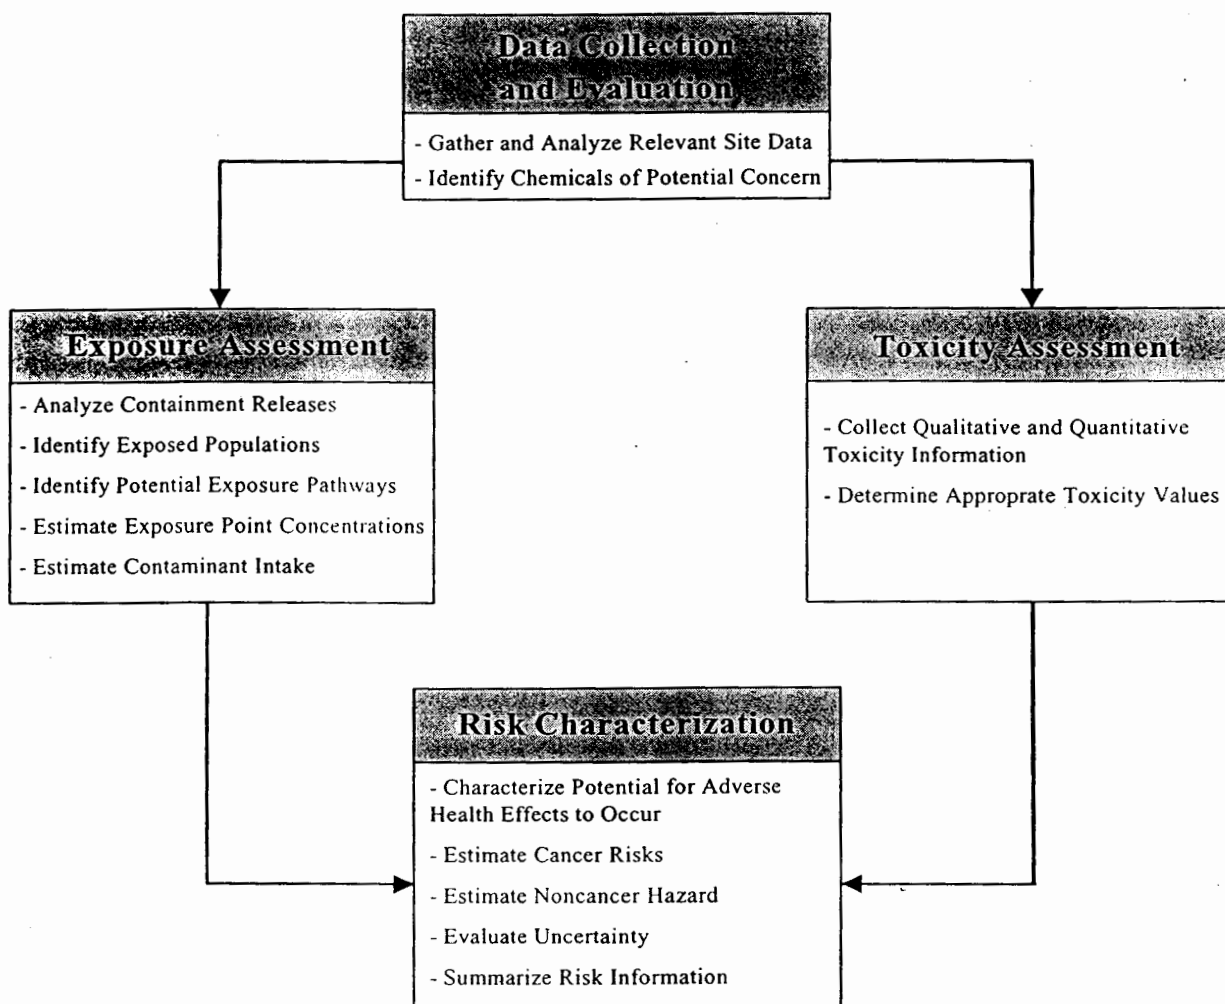 Data Collection
and Evaluation
- Gather and Analyze Relevant Site Data
- Identify Chemicals of Potential Concern
Exposure Assessment
- Analyze Containment Releases
- Identify Exposed Populations
- Identify Potential Exposure Pathways
- Estimate Exposure Point Concentrations
- Estimate Contaminant Intake
Toxicity Assessment
- Collect Qualitative and Quantitative
Toxicity Information
- Determine Approprate Toxicity Values
Risk Characterization
- Characterize Potential for Adverse
Health Effects to Occur
- Estimate Cancer Risks
- Estimate Noncancer Hazard
- Evaluate Uncertainty
- Summarize Risk Information